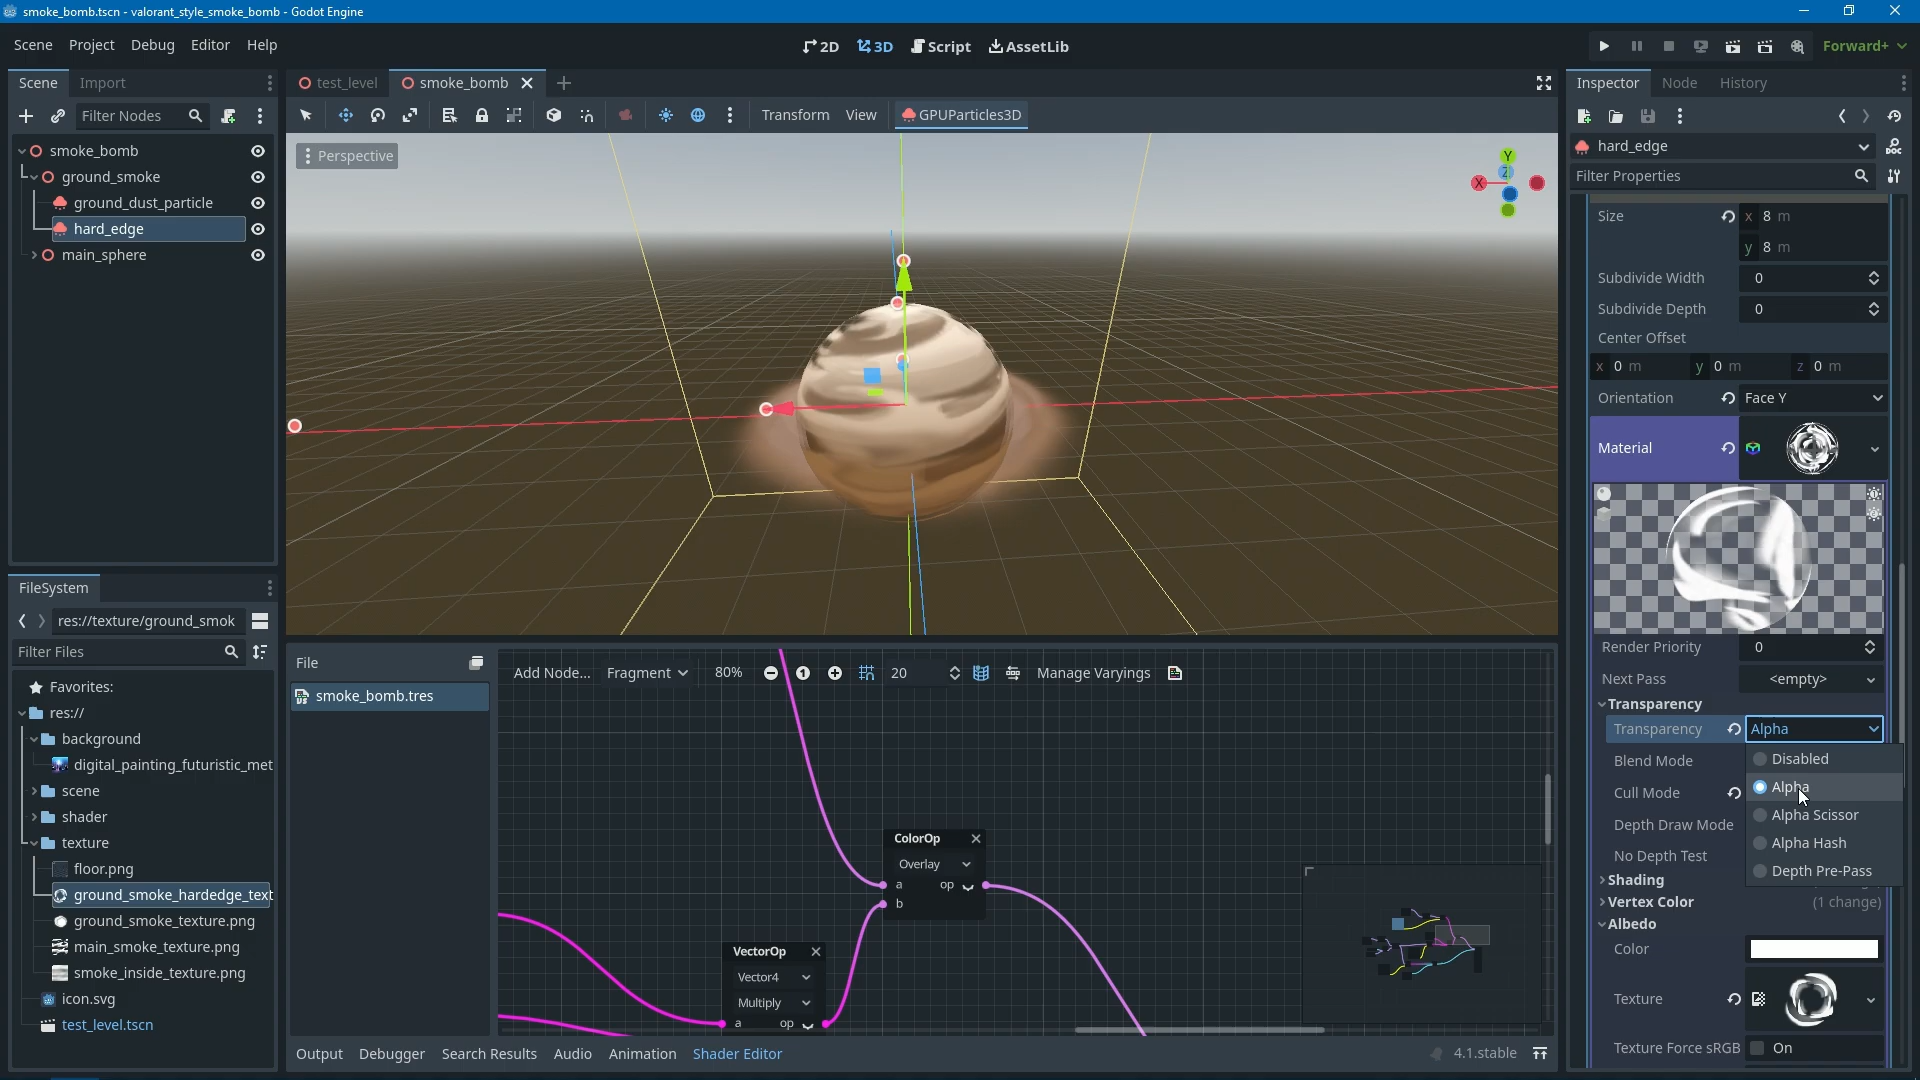 smoke_bomb.tscn - valorant_style_smoke_bomb - Godot Engine
Scene Project Debug Editor Help
2D 3D Script AssetLib
Forward+
Scene Import
Filter Nodes
smoke_bomb
ground_smoke
ground_dust_particle
hard_edge
main_sphere
FileSystem
res://texture/ground_smok
Filter Files
Favorites:
res://
background
digital_painting_futuristic_met
scene
shader
texture
floor.png
ground_smoke_hardedge_text
ground_smoke_texture.png
main_smoke_texture.png
smoke_inside_texture.png
icon.svg
test_level.tscn
test_level smoke_bomb
Transform View GPUParticles3D
Perspective
Y
Z
X
File
smoke_bomb.tres
Add Node... Fragment 80% 1 20 Manage Varyings
ColorOp
Overlay
a op
b
VectorOp
Vector4
Multiply
a op
Output Debugger Search Results Audio Animation Shader Editor
4.1.stable
Inspector Node History
hard_edge
Filter Properties
Size x 8 m
y 8 m
Subdivide Width 0
Subdivide Depth 0
Center Offset
x 0 m y 0 m z 0 m
Orientation Face Y
Material
Render Priority 0
Next Pass <empty>
Transparency
Transparency Alpha
Blend Mode
Cull Mode
Depth Draw Mode
No Depth Test
Disabled
Alpha
Alpha Scissor
Alpha Hash
Depth Pre-Pass
Shading
Vertex Color (1 change)
Albedo
Color
Texture
Texture Force sRGB On